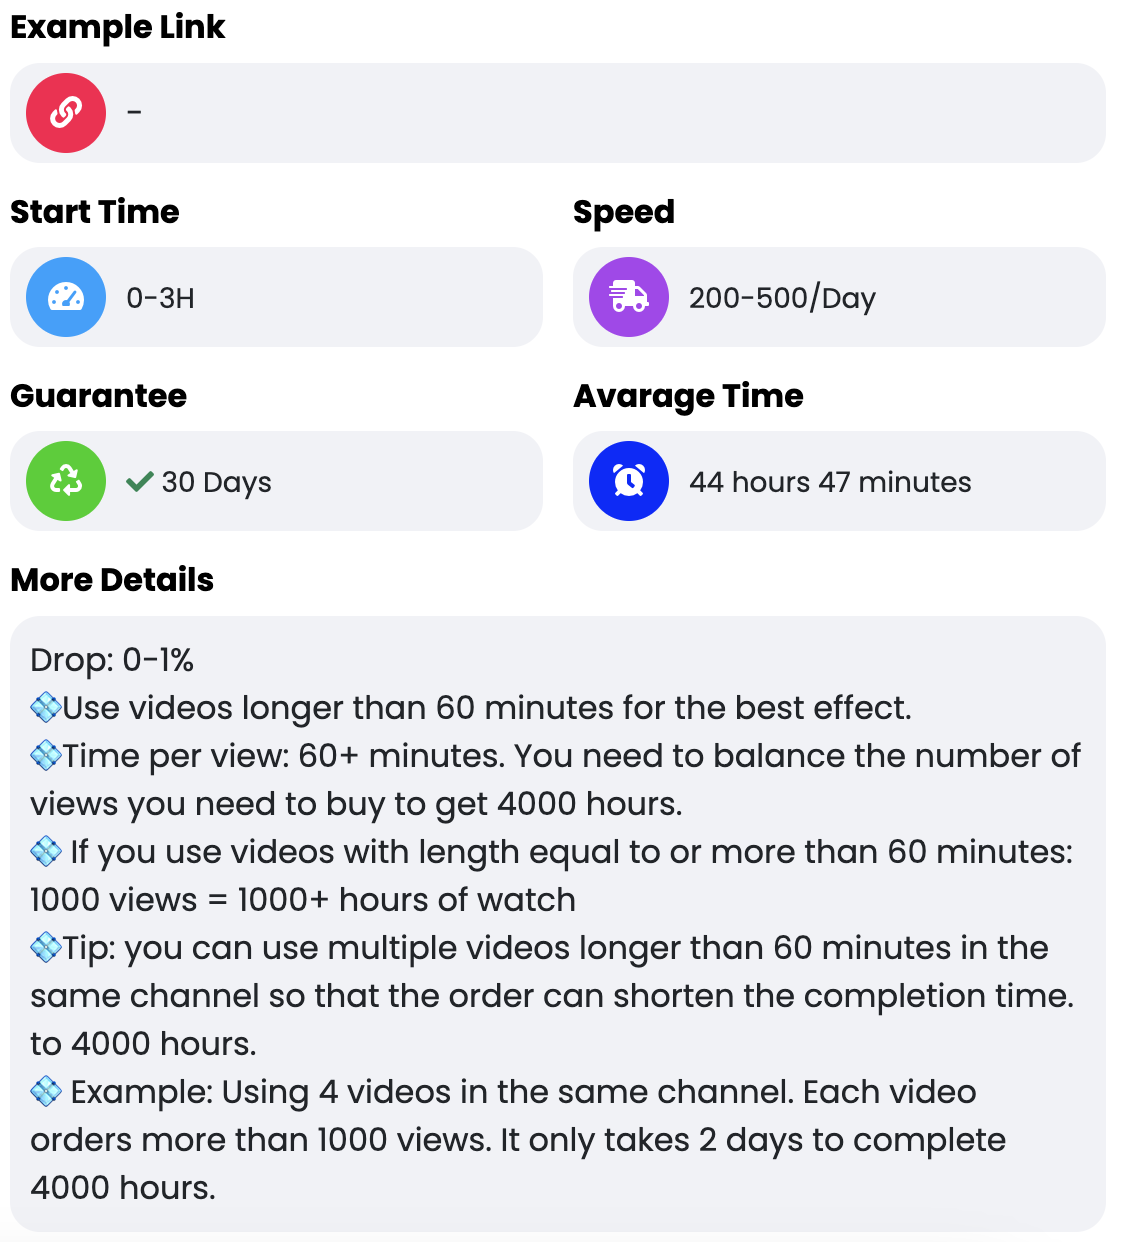 Example Link
-
Start Time
Speed
0-3H
200-500/Day
Guarantee
Avarage Time
✔ 30 Days
44 hours 47 minutes
More Details
Drop: 0-1%
💠Use videos longer than 60 minutes for the best effect.
💠Time per view: 60+ minutes. You need to balance the number of
views you need to buy to get 4000 hours.
💠 If you use videos with length equal to or more than 60 minutes:
1000 views = 1000+ hours of watch
💠Tip: you can use multiple videos longer than 60 minutes in the
same channel so that the order can shorten the completion time.
to 4000 hours.
💠 Example: Using 4 videos in the same channel. Each video
orders more than 1000 views. It only takes 2 days to complete
4000 hours.